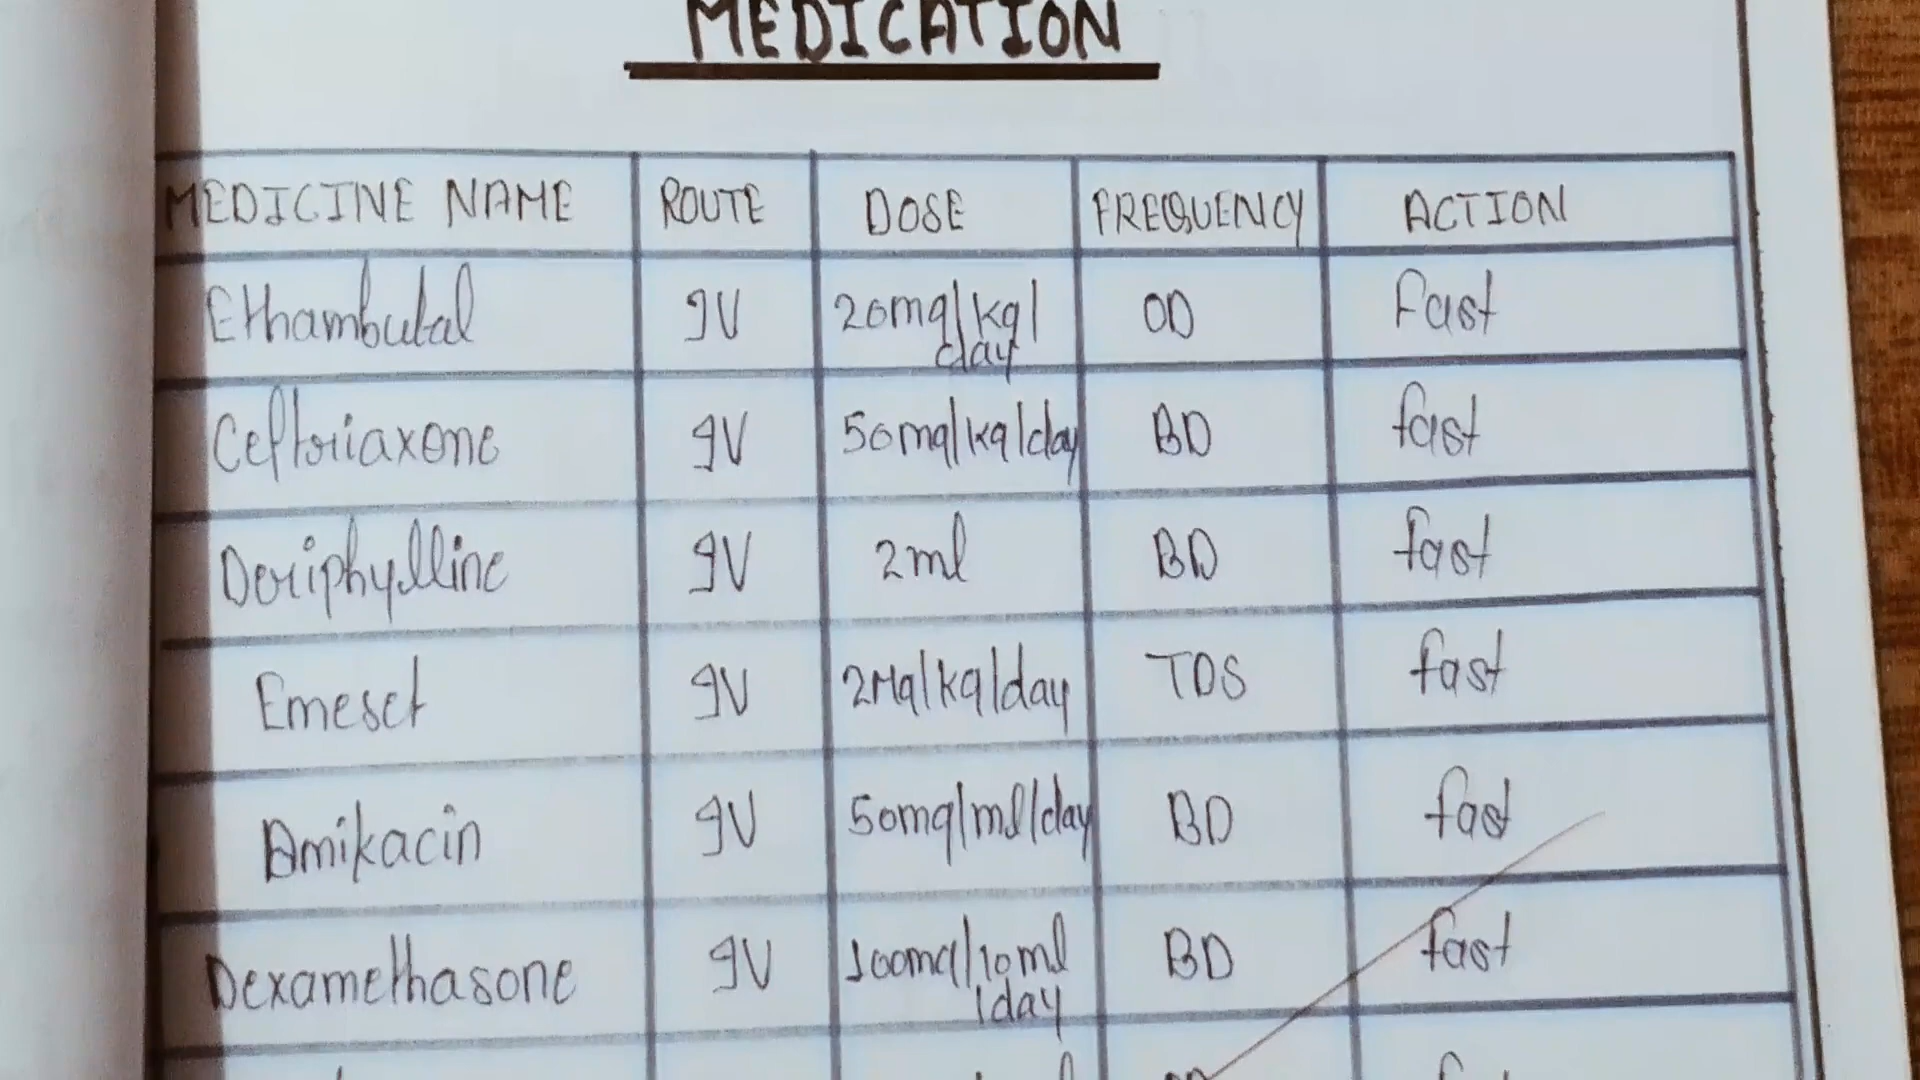 MEDICATION
MEDICINE NAME ROUTE DOSE FREQUENCY ACTION
Ethambutal IV 20mg/kg/ OD Fast
day
Ceftoriaxone IV 50mg/kg/day BD fast
Deriphylline IV 2ml BD fast
Emeset IV 2Mg/kg/day TDS fast
Amikacin IV 50mg/ml/day BD fast
Dexamethasone IV 100mg/10ml BD fast
/day